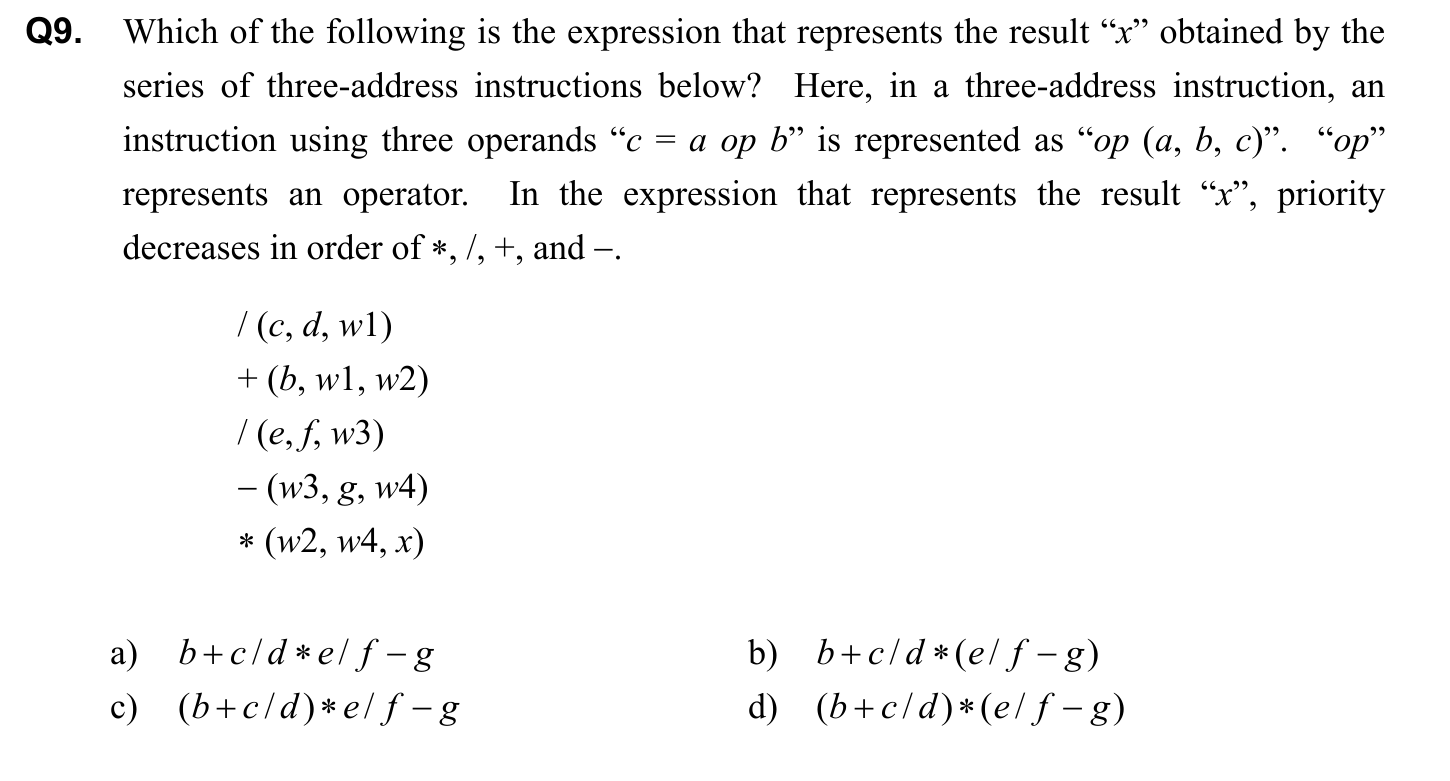 Q9. Which of the following is the expression that represents the result “x” obtained by the
series of three-address instructions below? Here, in a three-address instruction, an
instruction using three operands “c = a op b” is represented as “op (a, b, c)”. “op”
represents an operator. In the expression that represents the result “x”, priority
decreases in order of *, /, +, and –.
/ (c, d, w1)
+ (b, w1, w2)
/ (e, f, w3)
– (w3, g, w4)
* (w2, w4, x)
a) b+c/d*e/f–g b) b+c/d*(e/f–g)
c) (b+c/d)*e/f–g d) (b+c/d)*(e/f–g)